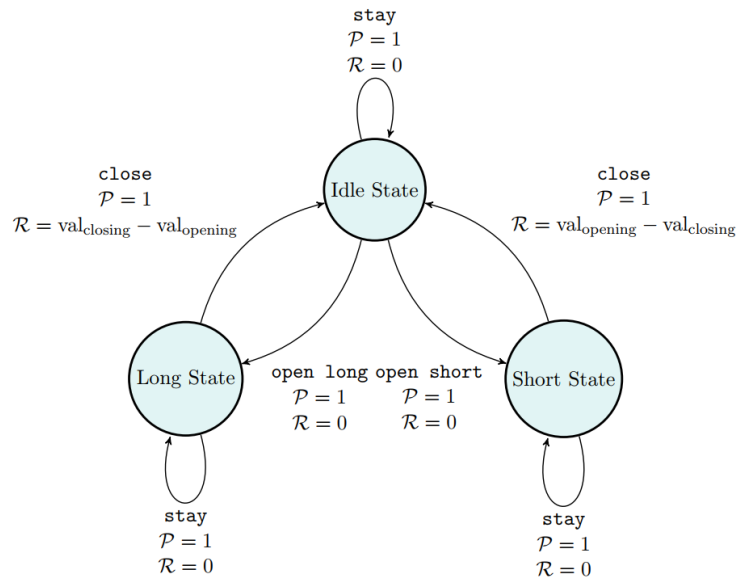 stay
𝒫 = 1
ℛ = 0
Idle State
close
𝒫 = 1
ℛ = val_closing − val_opening
close
𝒫 = 1
ℛ = val_opening − val_closing
Long State
open long
𝒫 = 1
ℛ = 0
open short
𝒫 = 1
ℛ = 0
Short State
stay
𝒫 = 1
ℛ = 0
stay
𝒫 = 1
ℛ = 0